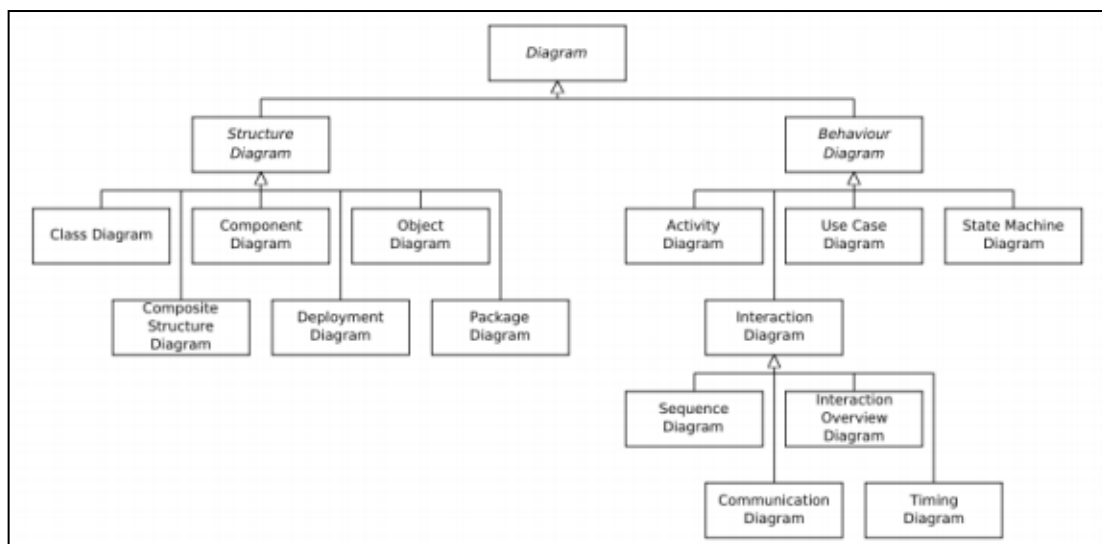 Diagram
Structure
Diagram
Behaviour
Diagram
Class Diagram
Component
Diagram
Object
Diagram
Activity
Diagram
Use Case
Diagram
State Machine
Diagram
Composite
Structure
Diagram
Deployment
Diagram
Package
Diagram
Interaction
Diagram
Sequence
Diagram
Interaction
Overview
Diagram
Communication
Diagram
Timing
Diagram